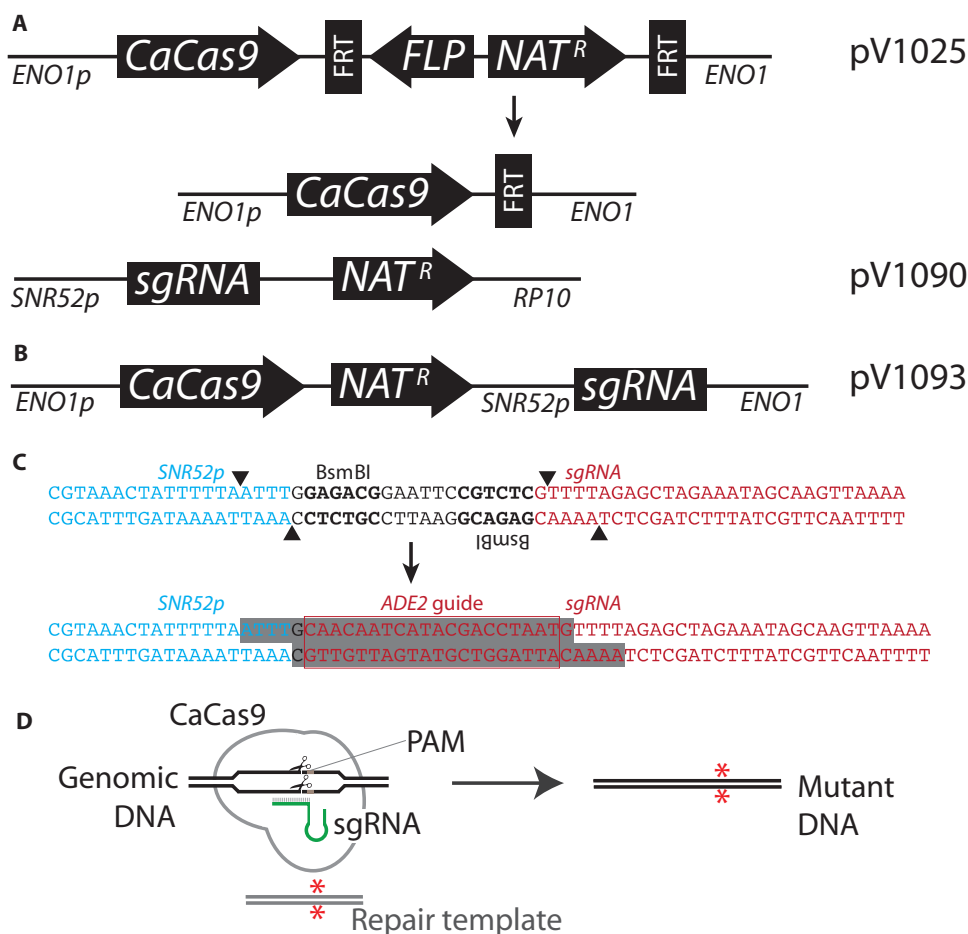 A
CaCas9 FRT FLP NAT R FRT pV1025
ENO1p ENO1
CaCas9 FRT
ENO1p ENO1
sgRNA NAT R pV1090
SNR52p RP10
B
CaCas9 NAT R sgRNA pV1093
ENO1p SNR52p ENO1
C
SNR52p BsmBI sgRNA
CGTAAACTATTTTTAATTTGGAGACGGAATTCCGTCTCGTTTTAGAGCTAGAAATAGCAAGTTAAAA
CGCATTTGATAAAATTAAACCTCTGCCTTAAGGCAGAGCAAAATCTCGATCTTTATCGTTCAATTTT
BsmBI
SNR52p ADE2 guide sgRNA
CGTAAACTATTTTTAATTTGCAACAATCATACGACCTAATGTTTTAGAGCTAGAAATAGCAAGTTAAAA
CGCATTTGATAAAATTAAACGTTGTTAGTATGCTGGATTACAAAATCTCGATCTTTATCGTTCAATTTT
D
CaCas9
PAM
Genomic
DNA
sgRNA
* *
Mutant
DNA
* *
Repair template